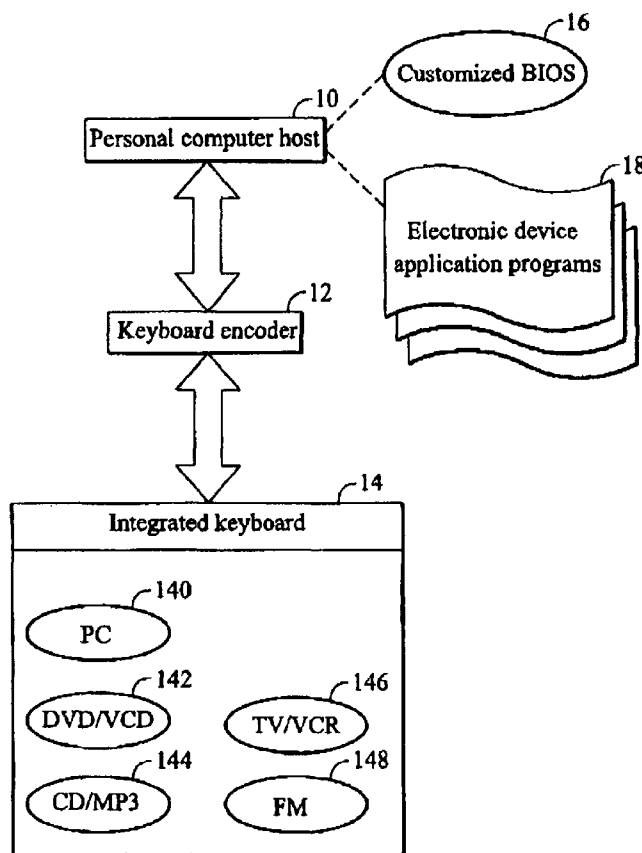 16
Customized BIOS
10
Personal computer host
18
Electronic device
application programs
12
Keyboard encoder
14
Integrated keyboard
140
PC
142
146
DVD/VCD
TV/VCR
144
148
CD/MP3
FM